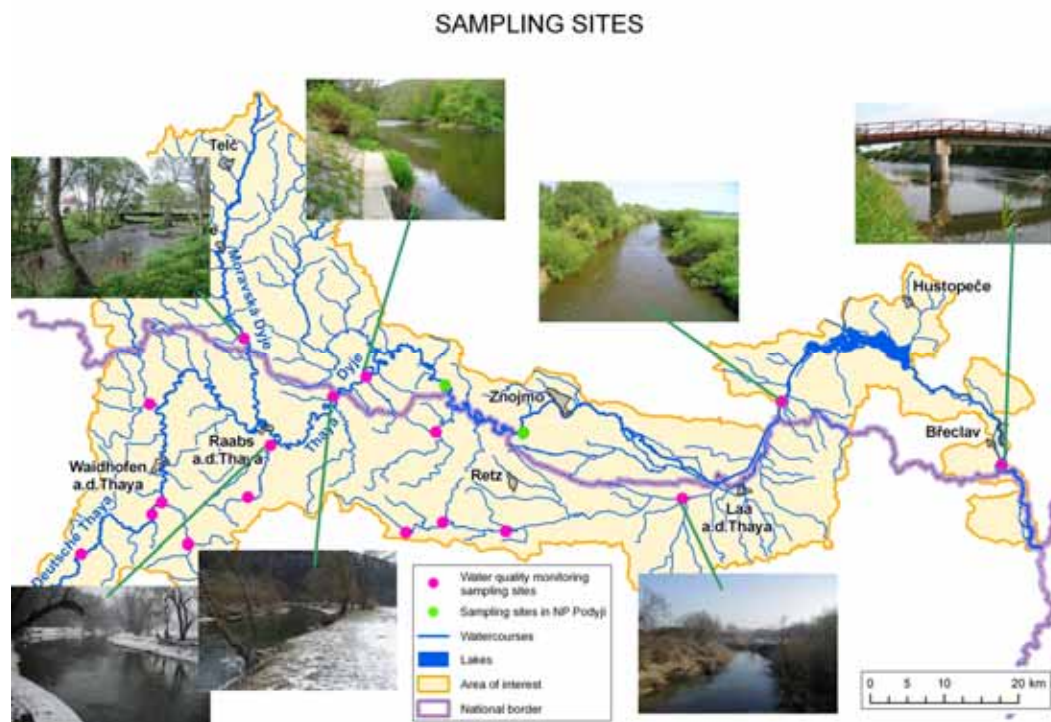 SAMPLING SITES
Telč
Moravská Dyje
Hustopeče
Dyje
Thaya
Znojmo
Raabs
a.d.Thaya
Břeclav
Waidhofen
a.d.Thaya
Retz
Laa
a.d.Thaya
Deutsche Thaya
Water quality monitoring
sampling sites
Sampling sites in NP Podyjí
Watercourses
Lakes
Area of interest
National border
0 5 10 20 km